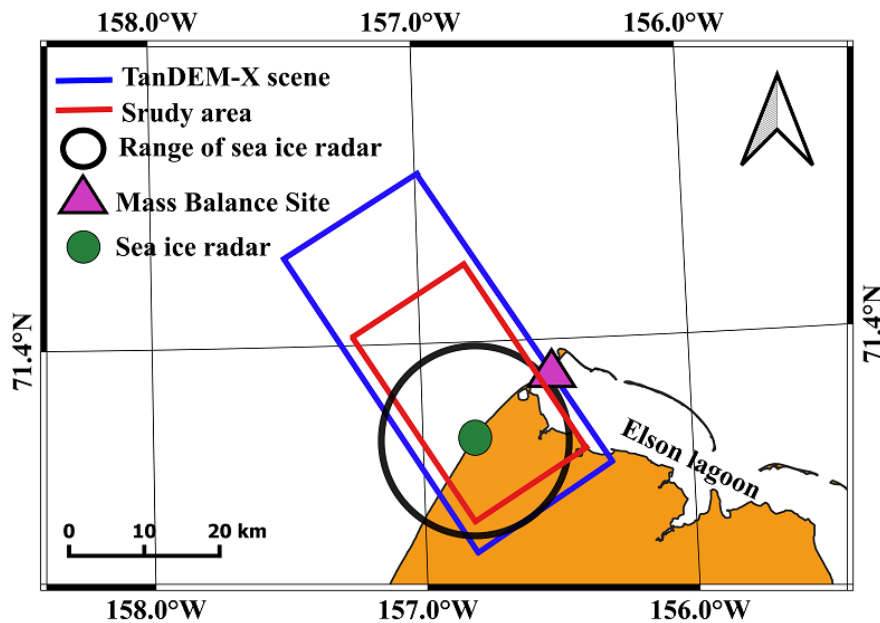 158.0°W 157.0°W 156.0°W
TanDEM-X scene
Srudy area
Range of sea ice radar
Mass Balance Site
Sea ice radar
71.4°N
71.4°N
Elson lagoon
0 10 20 km
158.0°W 157.0°W 156.0°W